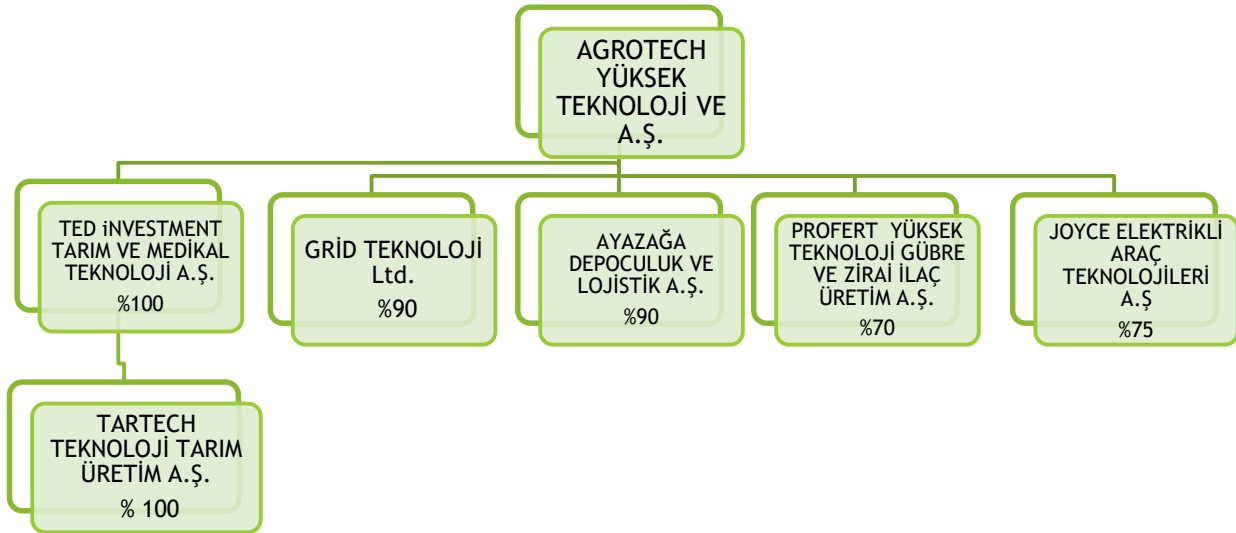 AGROTECH
YÜKSEK
TEKNOLOJİ VE
A.Ş.
TED iNVESTMENT
TARIM VE MEDİKAL
TEKNOLOJİ A.Ş.
%100
GRİD TEKNOLOJİ
Ltd.
%90
AYAZAĞA
DEPOCULUK VE
LOJİSTİK A.Ş.
%90
PROFERT YÜKSEK
TEKNOLOJİ GÜBRE
VE ZİRAİ İLAÇ
ÜRETİM A.Ş.
%70
JOYCE ELEKTRİKLİ
ARAÇ
TEKNOLOJİLERİ
A.Ş
%75
TARTECH
TEKNOLOJİ TARIM
ÜRETİM A.Ş.
% 100